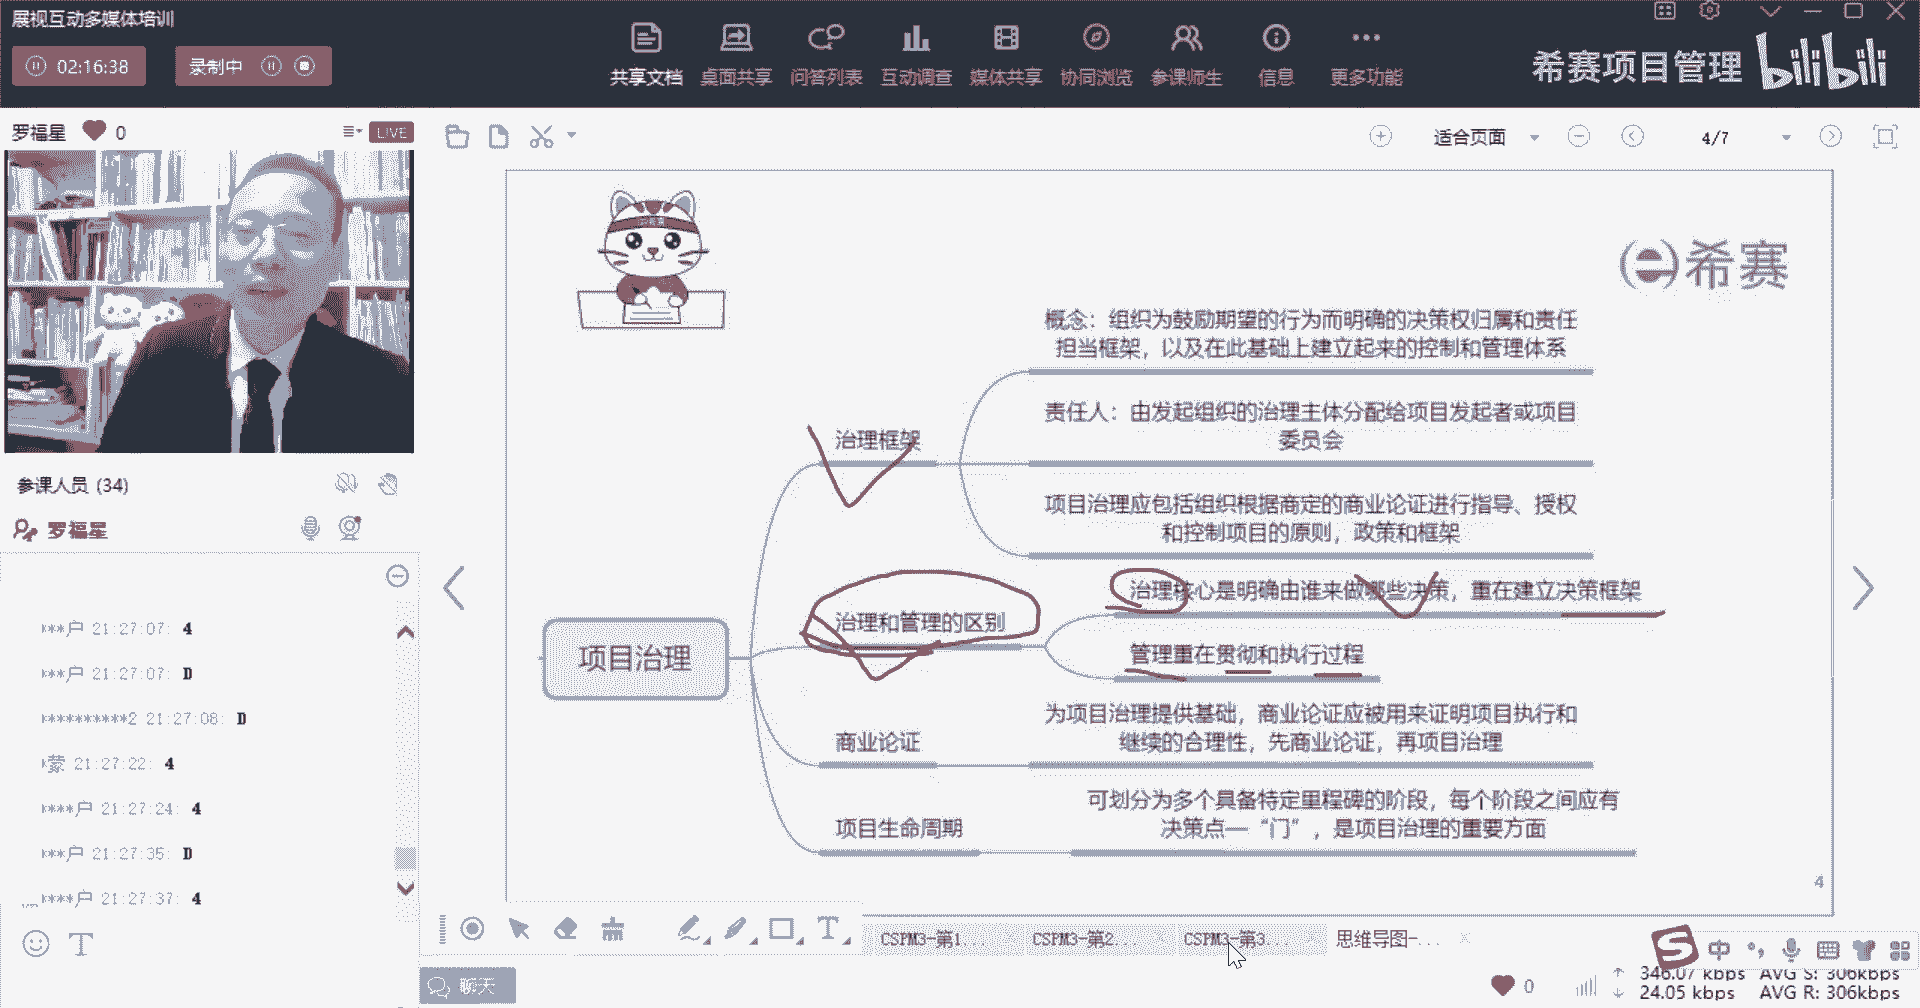 展视互动多媒体培训
02:16:38
录制中
共享文档
桌面共享
问答列表
互动调查
媒体共享
协同浏览
参课师生
信息
更多功能
希赛项目管理
bilibili
罗福星
0
LIVE
适合页面
4/7
希赛
概念：组织为鼓励期望的行为而明确的决策权归属和责任
担当框架，以及在此基础上建立起来的控制和管理体系
责任人：由发起组织的治理主体分配给项目发起者或项目
委员会
治理框架
项目治理应包括组织根据商定的商业论证进行指导、授权
和控制项目的原则，政策和框架
治理核心是明确由谁来做哪些决策，重在建立决策框架
治理和管理的区别
管理重在贯彻和执行过程
项目治理
为项目治理提供基础，商业论证应被用来证明项目执行和
继续的合理性，先商业论证，再项目治理
商业论证
可划分为多个具备特定里程碑的阶段，每个阶段之间应有
决策点—“门”，是项目治理的重要方面
项目生命周期
4
参课人员 (34)
罗福星
k***户 21:27:07: 4
k***户 21:27:07: D
k**********2 21:27:08: D
k蒙 21:27:22: 4
k****户 21:27:24: 4
k***户 21:27:35: D
k****户 21:27:37: 4
CSPM3-第1...
CSPM3-第2...
CSPM3-第3...
思维导图-...
聊天
中
0
346.07 kbps AVG S: 306kbps
24.05 kbps AVG R: 306kbps